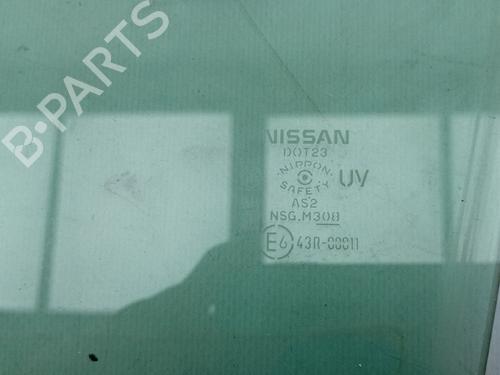 B-PARTS
NISSAN
DOT23
NIPPON
SAFETY
UV
AS2
NSG.M308
E6 43R-00011